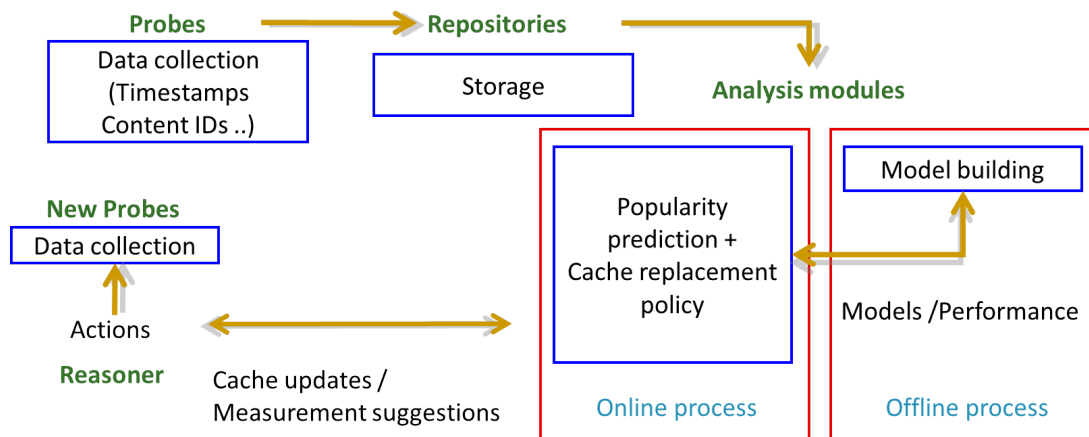 Probes
Repositories
Data collection
(Timestamps
Content IDs ..)
Storage
Analysis modules
Model building
New Probes
Data collection
Popularity
prediction +
Cache replacement
policy
Actions
Reasoner
Models /Performance
Cache updates /
Measurement suggestions
Online process
Offline process